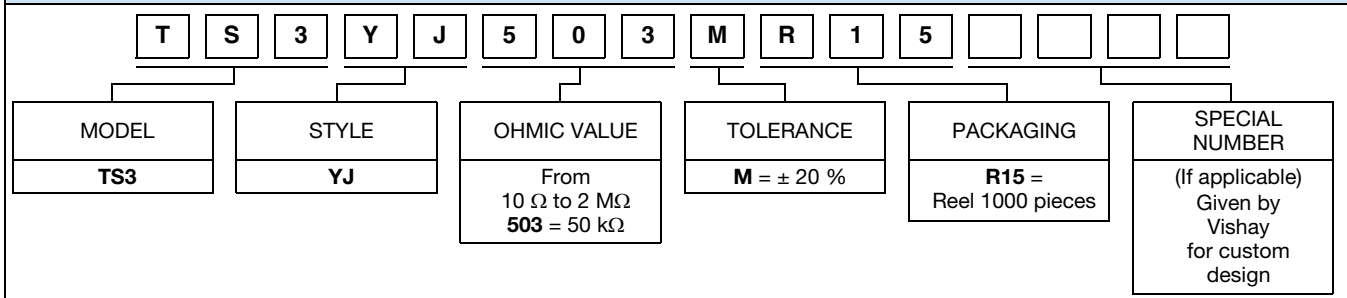 T S 3 Y J 5 0 3 M R 1 5
MODEL
TS3
STYLE
YJ
OHMIC VALUE
From
10 Ω to 2 MΩ
503 = 50 kΩ
TOLERANCE
M = ± 20 %
PACKAGING
R15 =
Reel 1000 pieces
SPECIAL
NUMBER
(If applicable)
Given by
Vishay
for custom
design